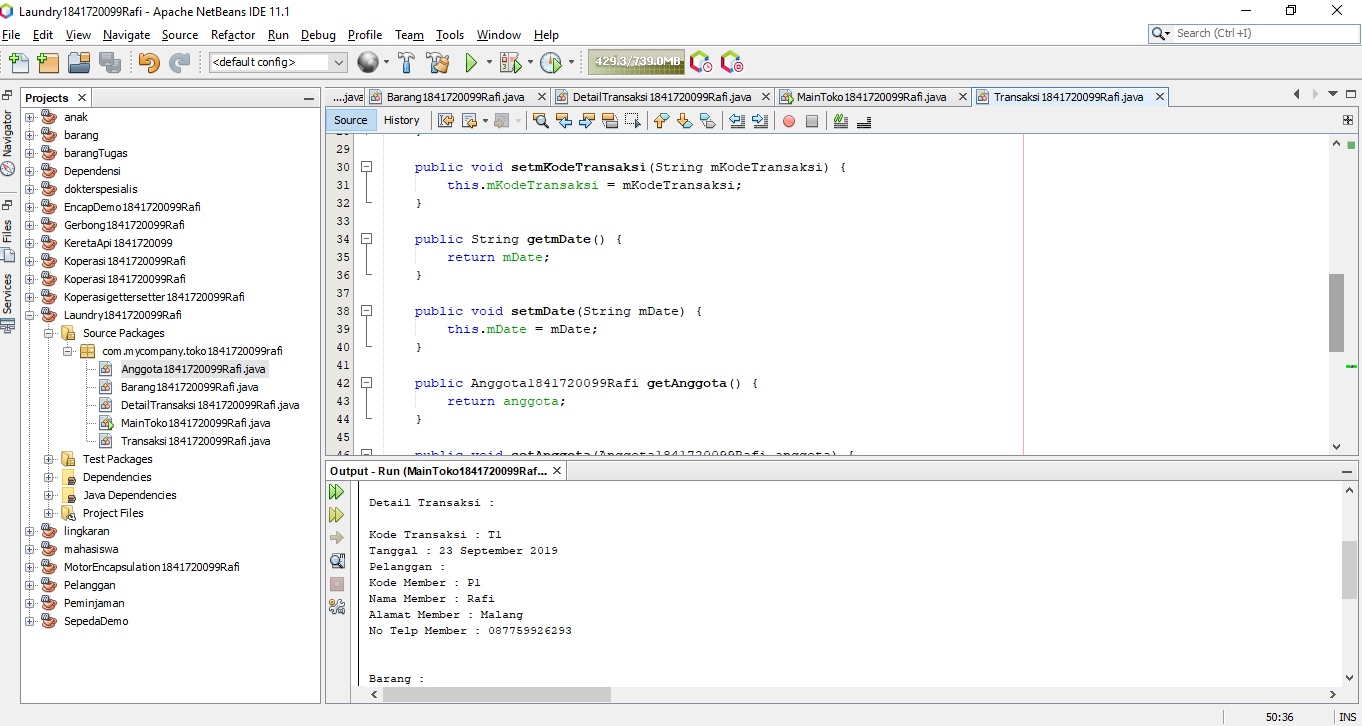 Laundry1841720099Rafi - Apache NetBeans IDE 11.1
File Edit View Navigate Source Refactor Run Debug Profile Team Tools Window Help
Search (Ctrl+I)
<default config>
429.3/739.0MB
Projects
Navigator
Files
Services
anak
barang
barangTugas
Dependensi
dokterspesialis
EncapDemo1841720099Rafi
Gerbong1841720099Rafi
KeretaApi1841720099
Koperasi1841720099Rafi
Koperasi1841720099Rafi
Koperasigettersetter1841720099Rafi
Laundry1841720099Rafi
Source Packages
com.mycompany.toko1841720099rafi
Anggota1841720099Rafi.java
Barang1841720099Rafi.java
DetailTransaksi1841720099Rafi.java
MainToko1841720099Rafi.java
Transaksi1841720099Rafi.java
Test Packages
Dependencies
Java Dependencies
Project Files
lingkaran
mahasiswa
MotorEncapsulation1841720099Rafi
Pelanggan
Peminjaman
SepedaDemo
....java Barang1841720099Rafi.java DetailTransaksi1841720099Rafi.java MainToko1841720099Rafi.java Transaksi1841720099Rafi.java
Source History
29
30 public void setmKodeTransaksi(String mKodeTransaksi) {
31 this.mKodeTransaksi = mKodeTransaksi;
32 }
33
34 public String getmDate() {
35 return mDate;
36 }
37
38 public void setmDate(String mDate) {
39 this.mDate = mDate;
40 }
41
42 public Anggota1841720099Rafi getAnggota() {
43 return anggota;
44 }
45
46 public void setAnggota(Anggota1841720099Rafi anggota) {
Output - Run (MainToko1841720099Raf...
Detail Transaksi :
Kode Transaksi : T1
Tanggal : 23 September 2019
Pelanggan :
Kode Member : P1
Nama Member : Rafi
Alamat Member : Malang
No Telp Member : 087759926293
Barang :
50:36 INS